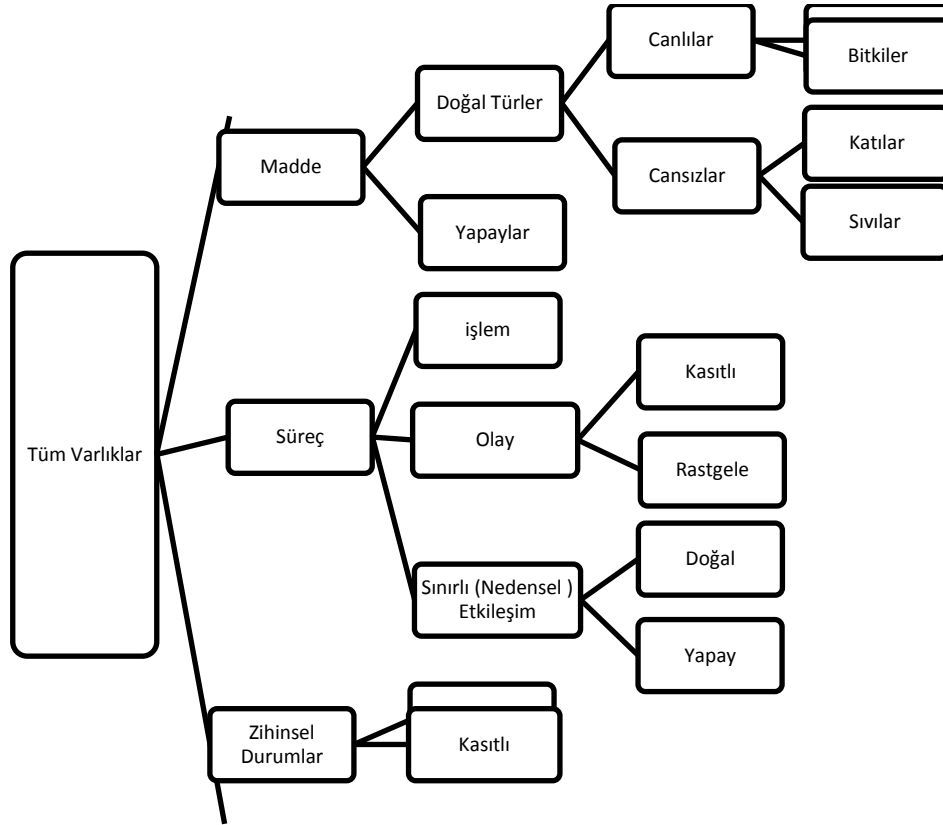 Canlılar
Bitkiler
Doğal Türler
Katılar
Madde
Cansızlar
Yapaylar
Sıvılar
işlem
Kasıtlı
Süreç
Olay
Tüm Varlıklar
Rastgele
Doğal
Sınırlı (Nedensel )
Etkileşim
Yapay
Zihinsel
Durumlar
Kasıtlı